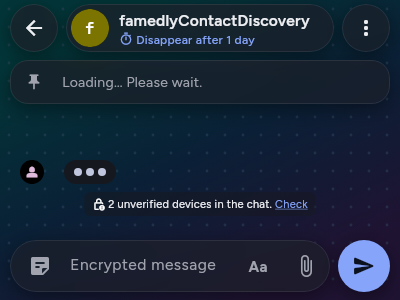 f
famedlyContactDiscovery
Disappear after 1 day
Loading... Please wait.
2 unverified devices in the chat. Check
Encrypted message
Aa